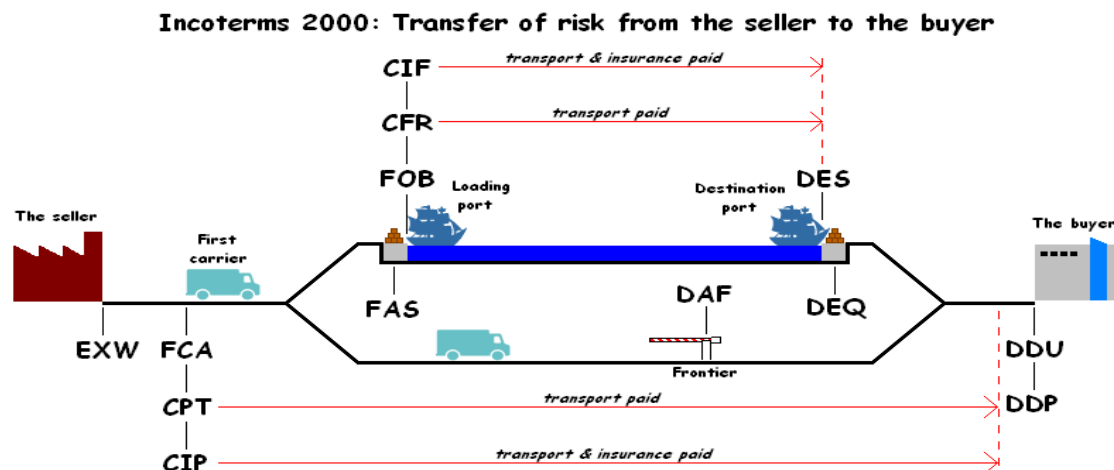 Incoterms 2000: Transfer of risk from the seller to the buyer
CIF
transport & insurance paid
CFR
transport paid
FOB
Loading
port
Destination
port
DES
The seller
First
carrier
The buyer
FAS
DAF
DEQ
EXW
FCA
Frontier
DDU
CPT
transport paid
DDP
CIP
transport & insurance paid